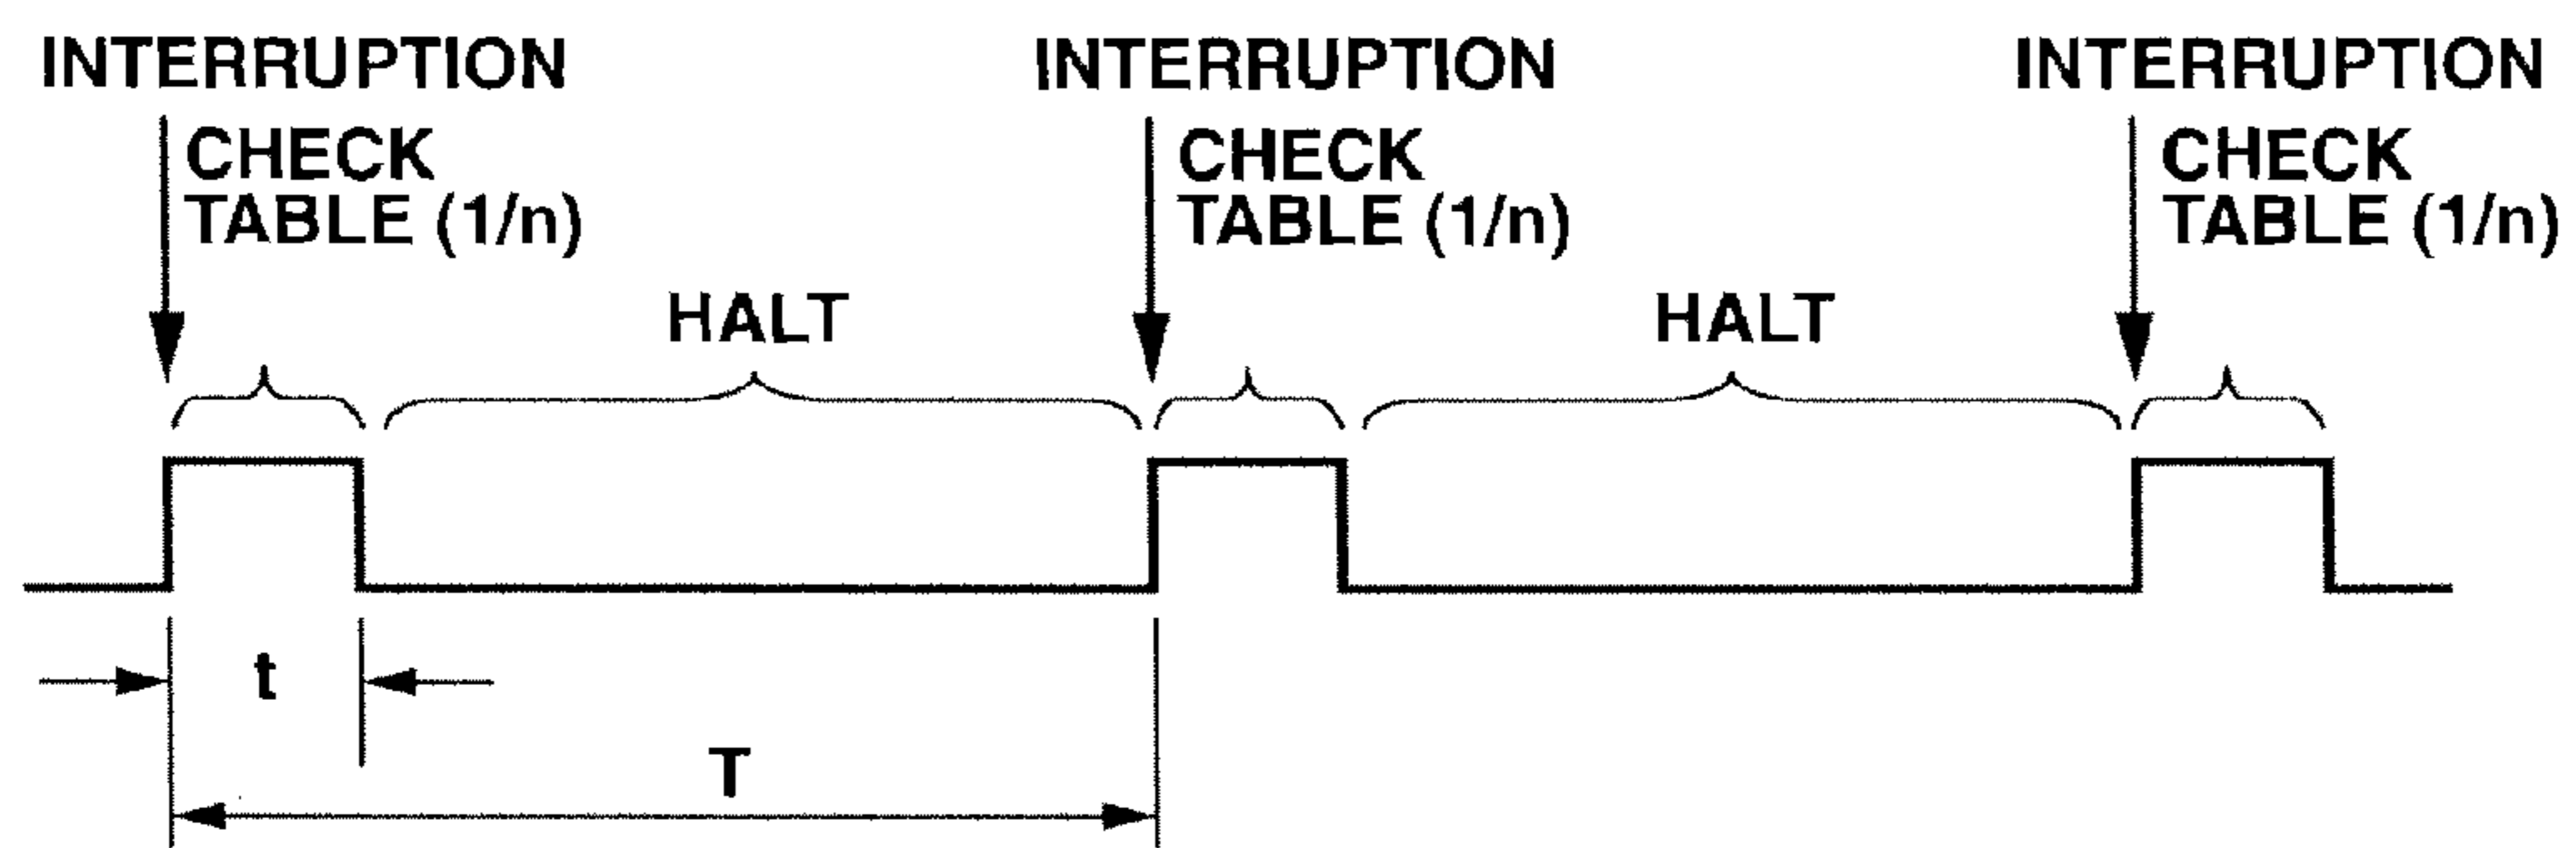 INTERRUPTION
CHECK
TABLE (1/n)
HALT
INTERRUPTION
CHECK
TABLE (1/n)
HALT
INTERRUPTION
CHECK
TABLE (1/n)
t
T